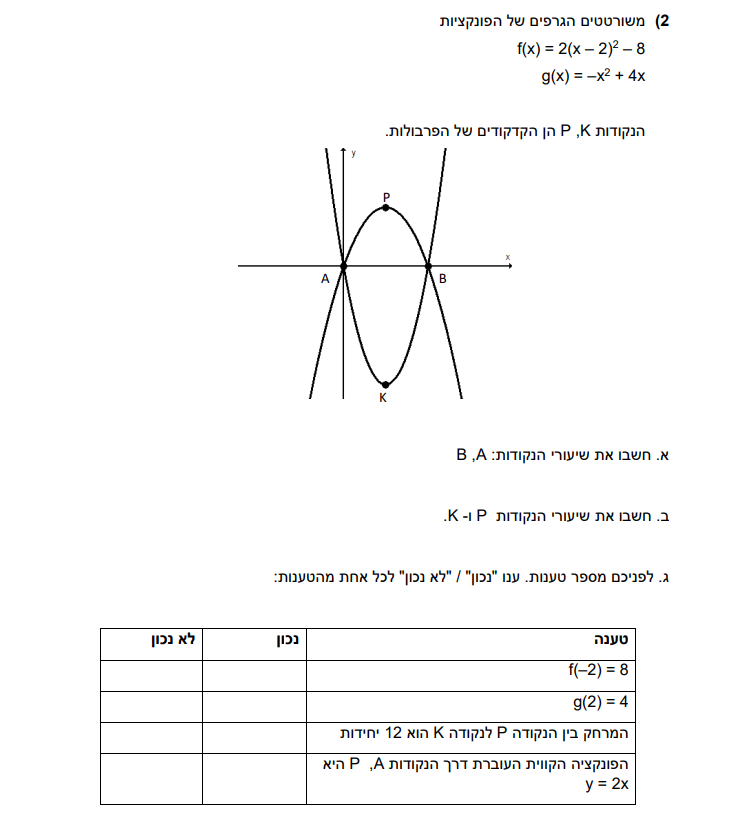 2) משורטטים הגרפים של הפונקציות
f(x) = 2(x – 2)² – 8
g(x) = –x² + 4x
הנקודות P ,K הן הקדקודים של הפרבולות.
y
P
x
A
B
K
א. חשבו את שיעורי הנקודות: B ,A
ב. חשבו את שיעורי הנקודות P ו- K.
ג. לפניכם מספר טענות. ענו "נכון" / "לא נכון" לכל אחת מהטענות:
טענה נכון לא נכון
f(–2) = 8
g(2) = 4
המרחק בין הנקודה P לנקודה K הוא 12 יחידות
הפונקציה הקווית העוברת דרך הנקודות P ,A היא
y = 2x